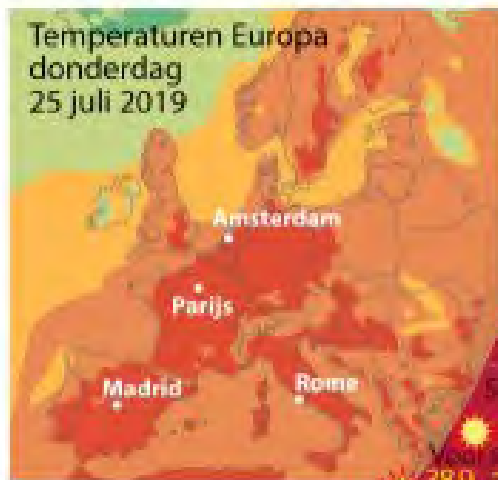 Temperaturen Europa
donderdag
25 juli 2019
Amsterdam
Parijs
Madrid
Rome